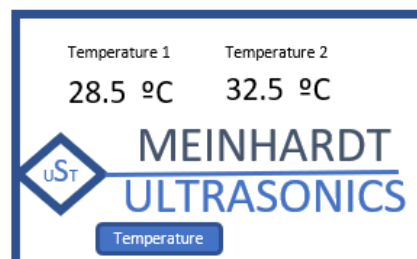 Temperature 1 Temperature 2
28.5 ºC 32.5 ºC
MEINHARDT
UST
ULTRASONICS
Temperature